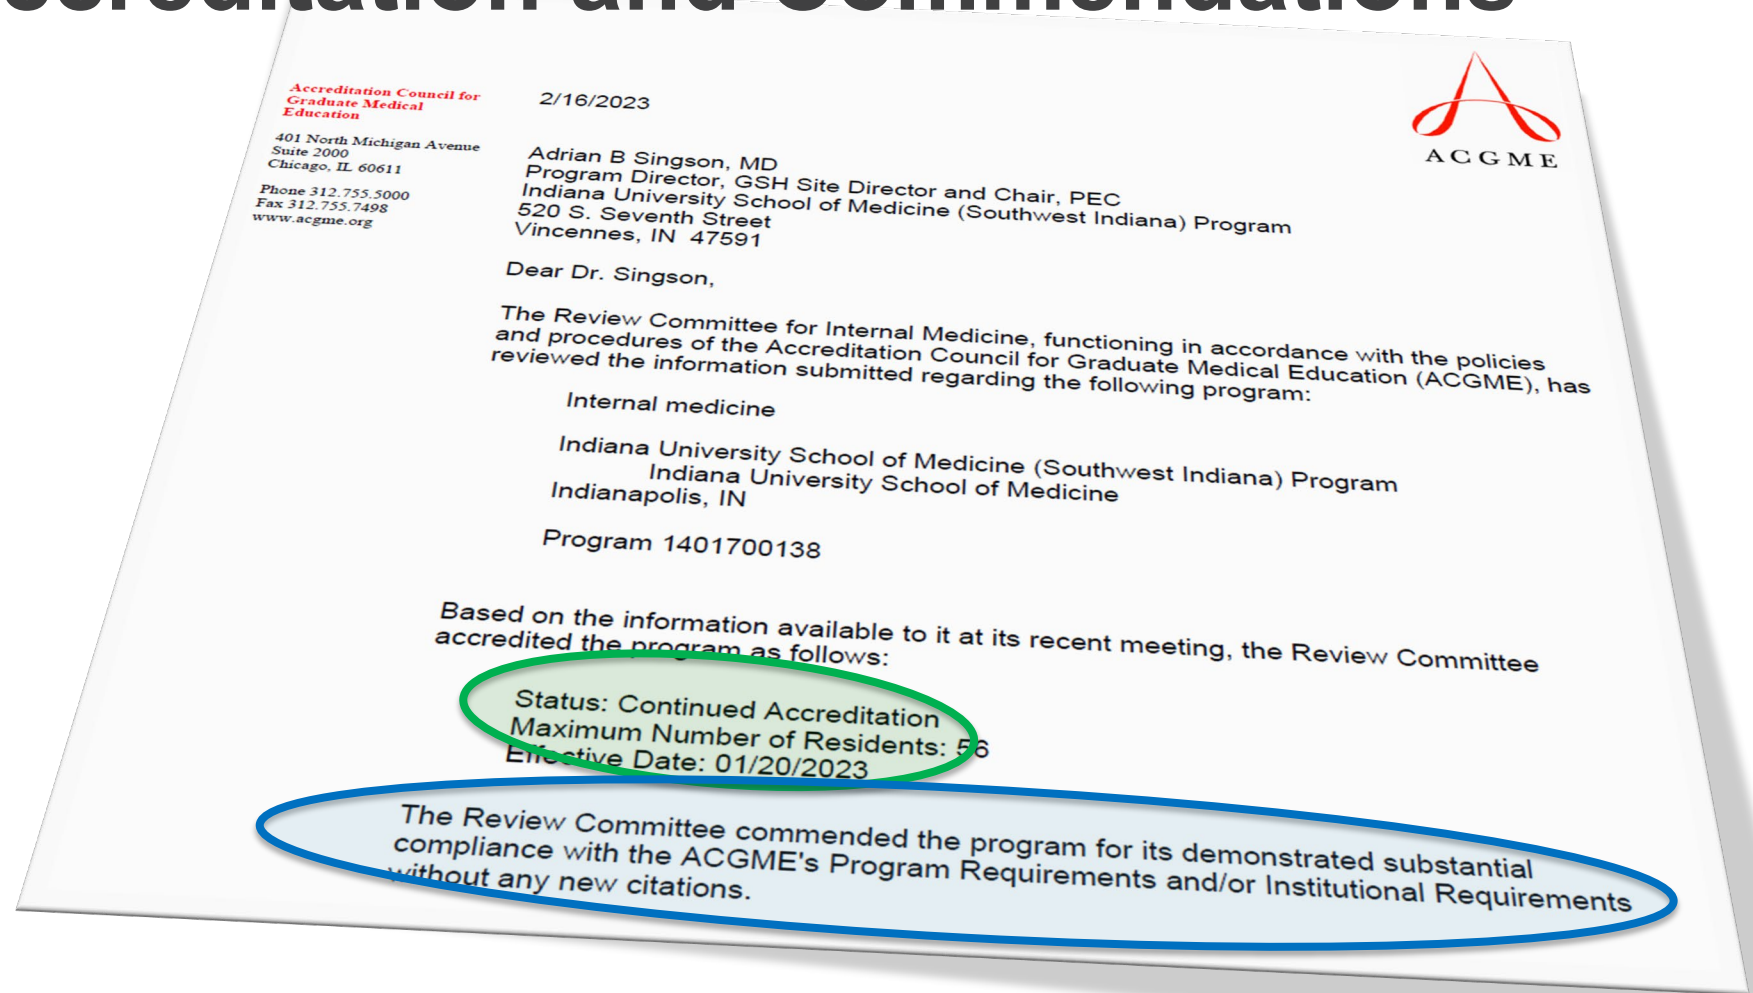 ccreditation and Commendations
Accreditation Council for
Graduate Medical
Education
401 North Michigan Avenue
Suite 2000
Chicago, IL 60611
Phone 312.755.5000
Fax 312.755.7498
www.acgme.org
2/16/2023
ACGME
Adrian B Singson, MD
Program Director, GSH Site Director and Chair, PEC
Indiana University School of Medicine (Southwest Indiana) Program
520 S. Seventh Street
Vincennes, IN 47591
Dear Dr. Singson,
The Review Committee for Internal Medicine, functioning in accordance with the policies
and procedures of the Accreditation Council for Graduate Medical Education (ACGME), has
reviewed the information submitted regarding the following program:
Internal medicine
Indiana University School of Medicine (Southwest Indiana) Program
Indiana University School of Medicine
Indianapolis, IN
Program 1401700138
Based on the information available to it at its recent meeting, the Review Committee
accredited the program as follows:
Status: Continued Accreditation
Maximum Number of Residents: 56
Effective Date: 01/20/2023
The Review Committee commended the program for its demonstrated substantial
compliance with the ACGME's Program Requirements and/or Institutional Requirements
without any new citations.